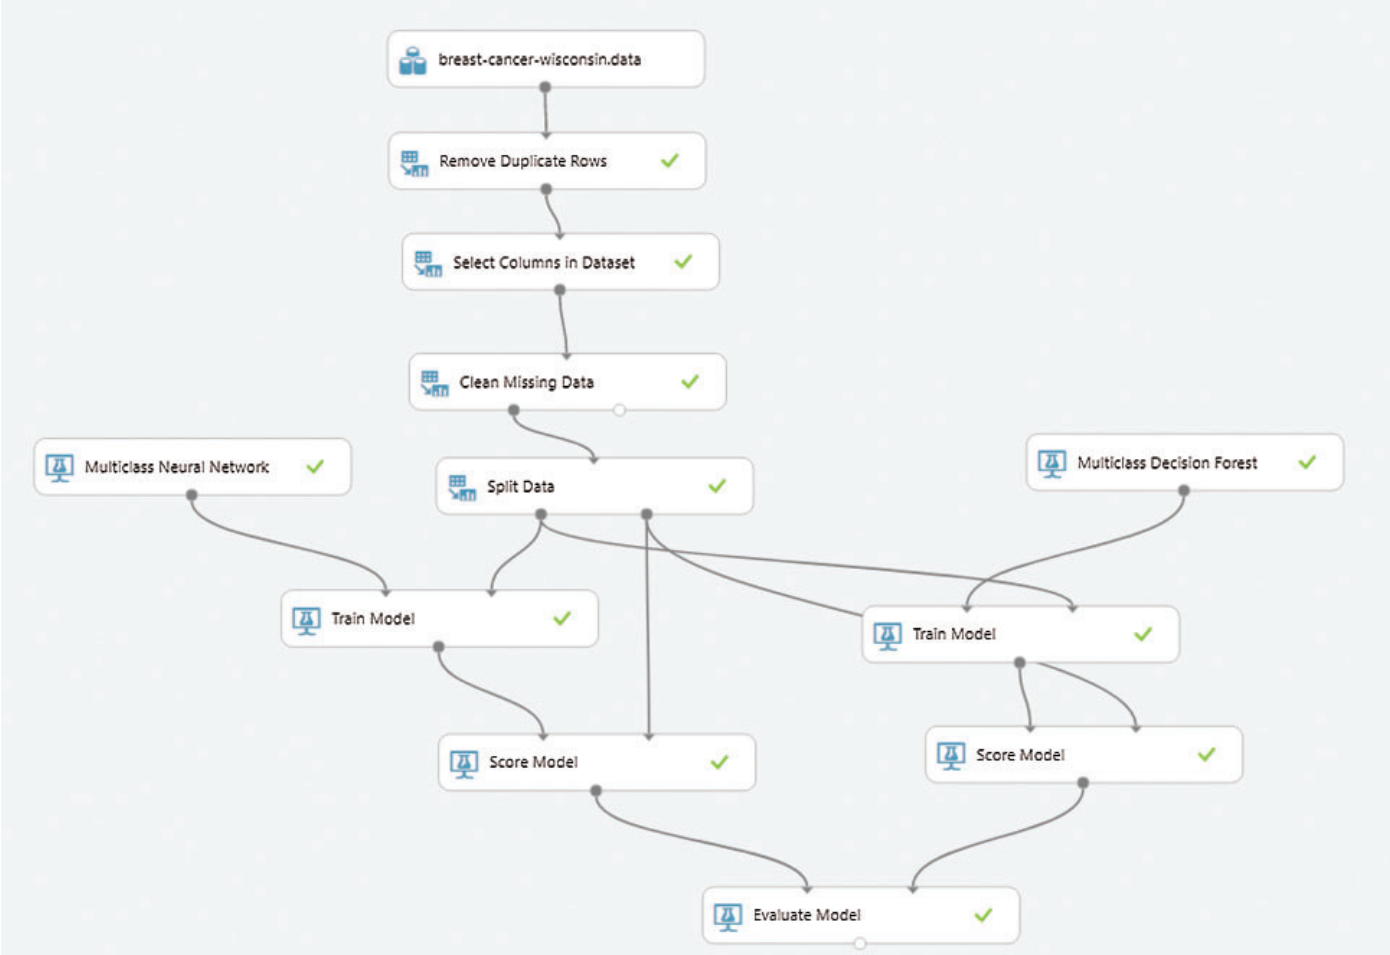 breast-cancer-wisconsin.data
Remove Duplicate Rows
Select Columns in Dataset
Clean Missing Data
Multiclass Neural Network
Split Data
Multiclass Decision Forest
Train Model
Train Model
Score Model
Score Model
Evaluate Model